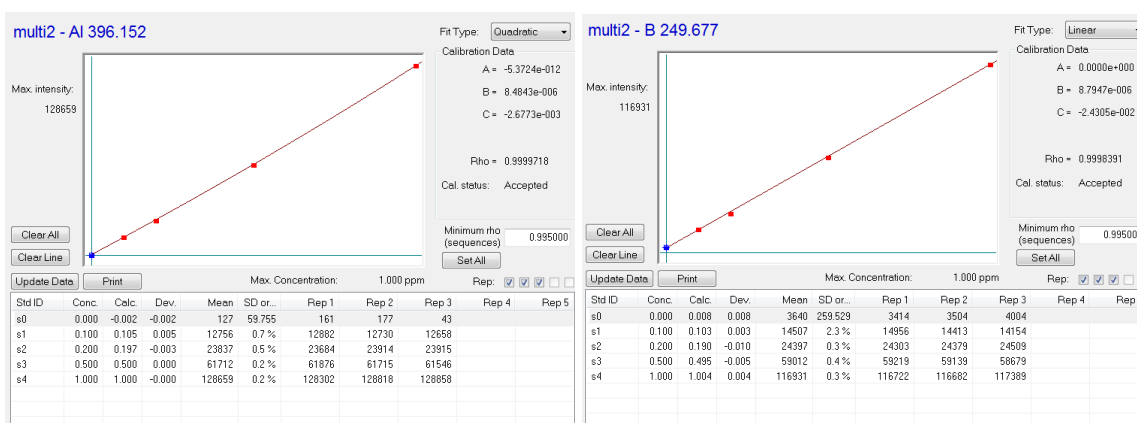 multi2 - Al 396.152
Fit Type: Quadratic
Calibration Data
A = -5.3724e-012
B = 8.4843e-006
C = -2.6773e-003
Rho = 0.9999718
Cal. status: Accepted
Max. intensity:
128659
Clear All
Clear Line
Minimum rho
(sequences) 0.995000
Set All
Update Data Print Max. Concentration: 1.000 ppm Rep:
Std ID Conc. Calc. Dev. Mean SD or... Rep 1 Rep 2 Rep 3 Rep 4 Rep 5
s0 0.000 -0.002 -0.002 127 59.755 161 177 43
s1 0.100 0.105 0.005 12756 0.7 % 12882 12730 12658
s2 0.200 0.197 -0.003 23837 0.5 % 23684 23914 23915
s3 0.500 0.500 0.000 61712 0.2 % 61876 61715 61546
s4 1.000 1.000 -0.000 128659 0.2 % 128302 128818 128858
multi2 - B 249.677
Fit Type: Linear
Calibration Data
A = 0.0000e+000
B = 8.7947e-006
C = -2.4305e-002
Rho = 0.9998391
Cal. status: Accepted
Max. intensity:
116931
Clear All
Clear Line
Minimum rho
(sequences) 0.99500
Set All
Update Data Print Max. Concentration: 1.000 ppm Rep:
Std ID Conc. Calc. Dev. Mean SD or... Rep 1 Rep 2 Rep 3 Rep 4 Rep
s0 0.000 0.008 0.008 3640 259.529 3414 3504 4004
s1 0.100 0.103 0.003 14507 2.3 % 14956 14413 14154
s2 0.200 0.190 -0.010 24397 0.3 % 24303 24379 24509
s3 0.500 0.495 -0.005 59012 0.4 % 59219 59139 58679
s4 1.000 1.004 0.004 116931 0.3 % 116722 116682 117389